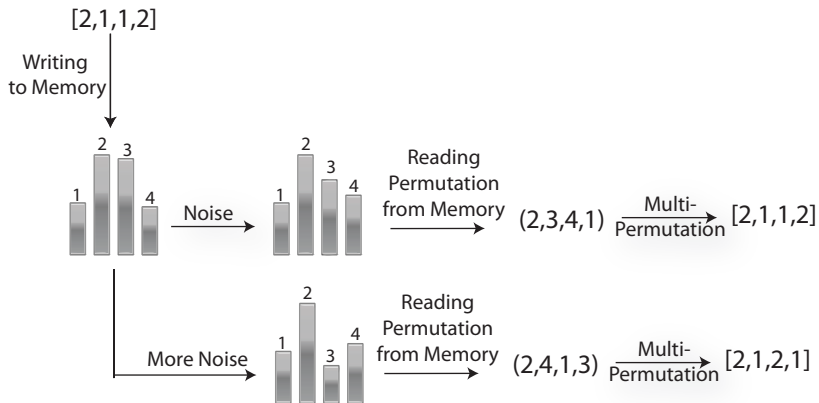 [2,1,1,2]
Writing
to Memory
1
2
3
4
Noise
1
2
3
4
Reading
Permutation
from Memory
(2,3,4,1)
Multi-
Permutation
[2,1,1,2]
More Noise
1
2
3
4
Reading
Permutation
from Memory
(2,4,1,3)
Multi-
Permutation
[2,1,2,1]